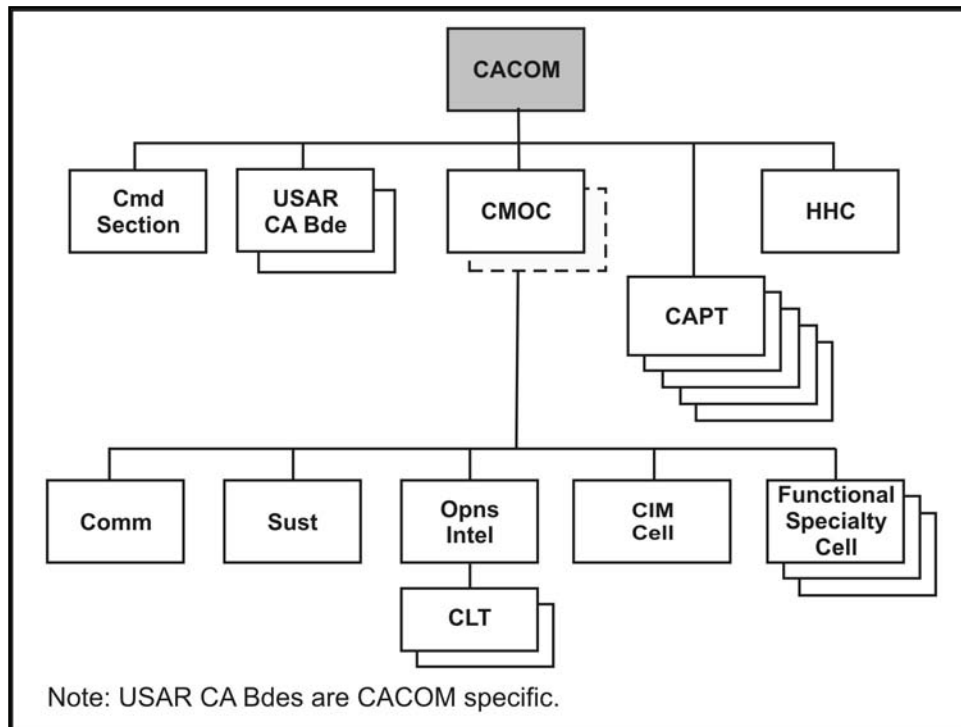 CACOM
Cmd
Section
USAR
CA Bde
CMOC
HHC
CAPT
Comm
Sust
Opns
Intel
CIM
Cell
Functional
Specialty
Cell
CLT
Note: USAR CA Bdes are CACOM specific.